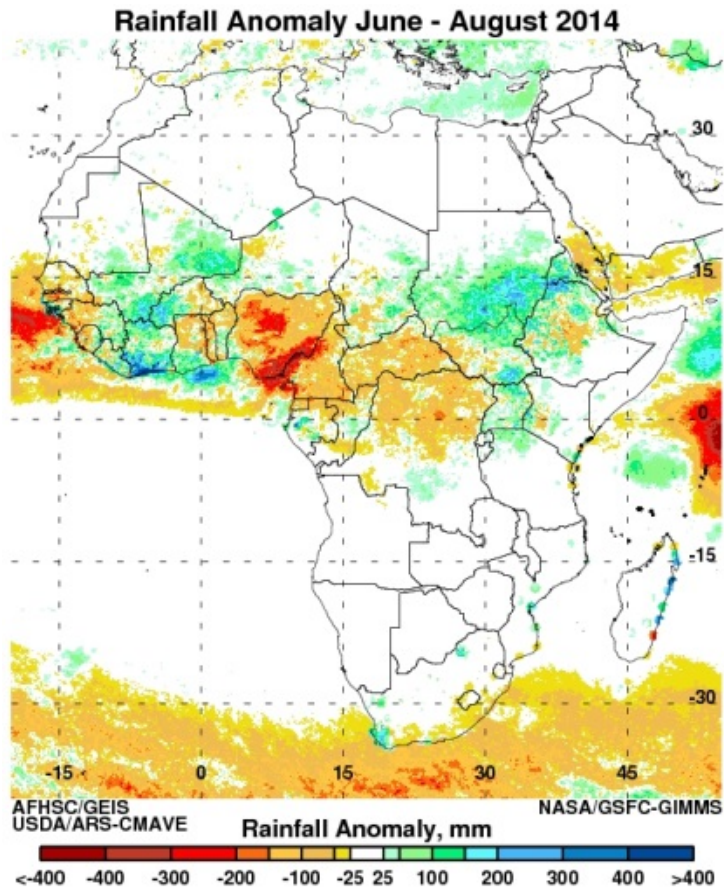 Rainfall Anomaly June - August 2014
30
15
0
-15
-30
-15 0 15 30 45
AFHSC/GEIS
USDA/ARS-CMAVE
NASA/GSFC-GIMMS
Rainfall Anomaly, mm
<-400 -400 -300 -200 -100 -25 25 100 200 300 400 >400